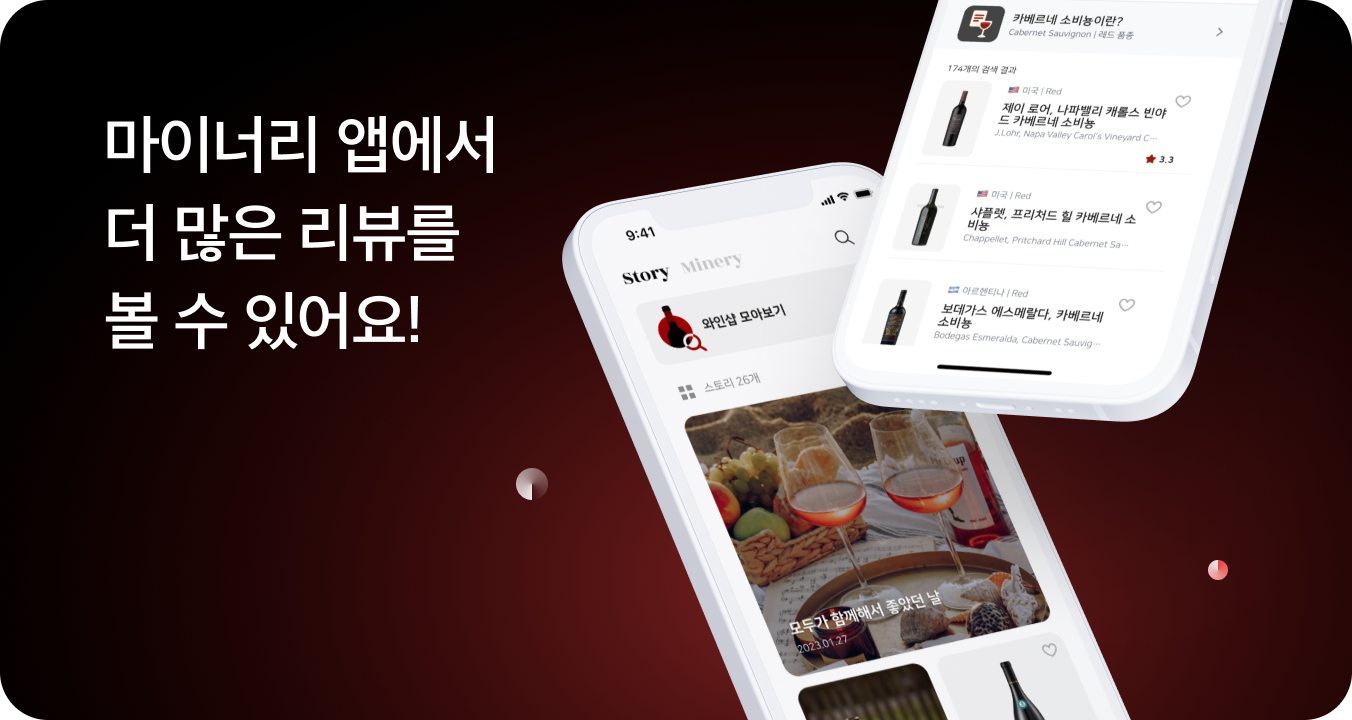 마이너리 앱에서
더 많은 리뷰를
볼 수 있어요!
카베르네 소비뇽이란?
Cabernet Sauvignon | 레드 품종
174개의 검색 결과
미국 | Red
제이 로어, 나파밸리 캐롤스 빈야
드 카베르네 소비뇽
J.Lohr, Napa Valley Carol's Vineyard C···
3.3
미국 | Red
샤플렛, 프리처드 힐 카베르네 소
비뇽
Chappellet, Pritchard Hill Cabernet Sa···
아르헨티나 | Red
보데가스 에스메랄다, 카베르네
소비뇽
Bodegas Esmeralda, Cabernet Sauvig···
9:41
Story Minery
와인샵 모아보기
스토리 26개
모두가 함께해서 좋았던 날
2023.01.27